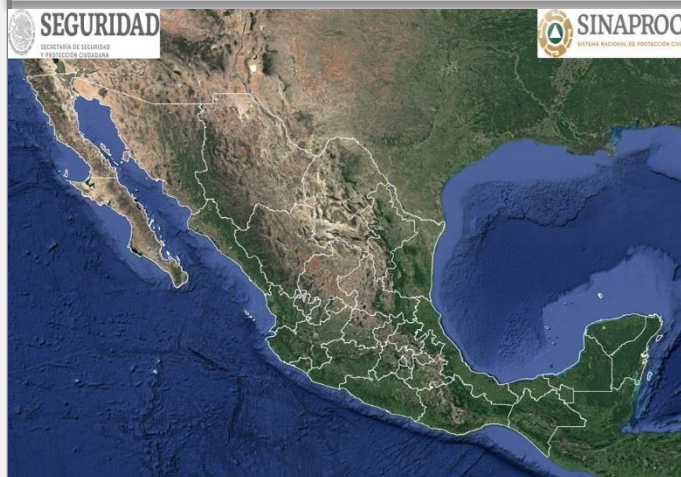 SEGURIDAD
SECRETARÍA DE SEGURIDAD
Y PROTECCIÓN CIUDADANA
SINAPROC
SISTEMA NACIONAL DE PROTECCIÓN CIVIL